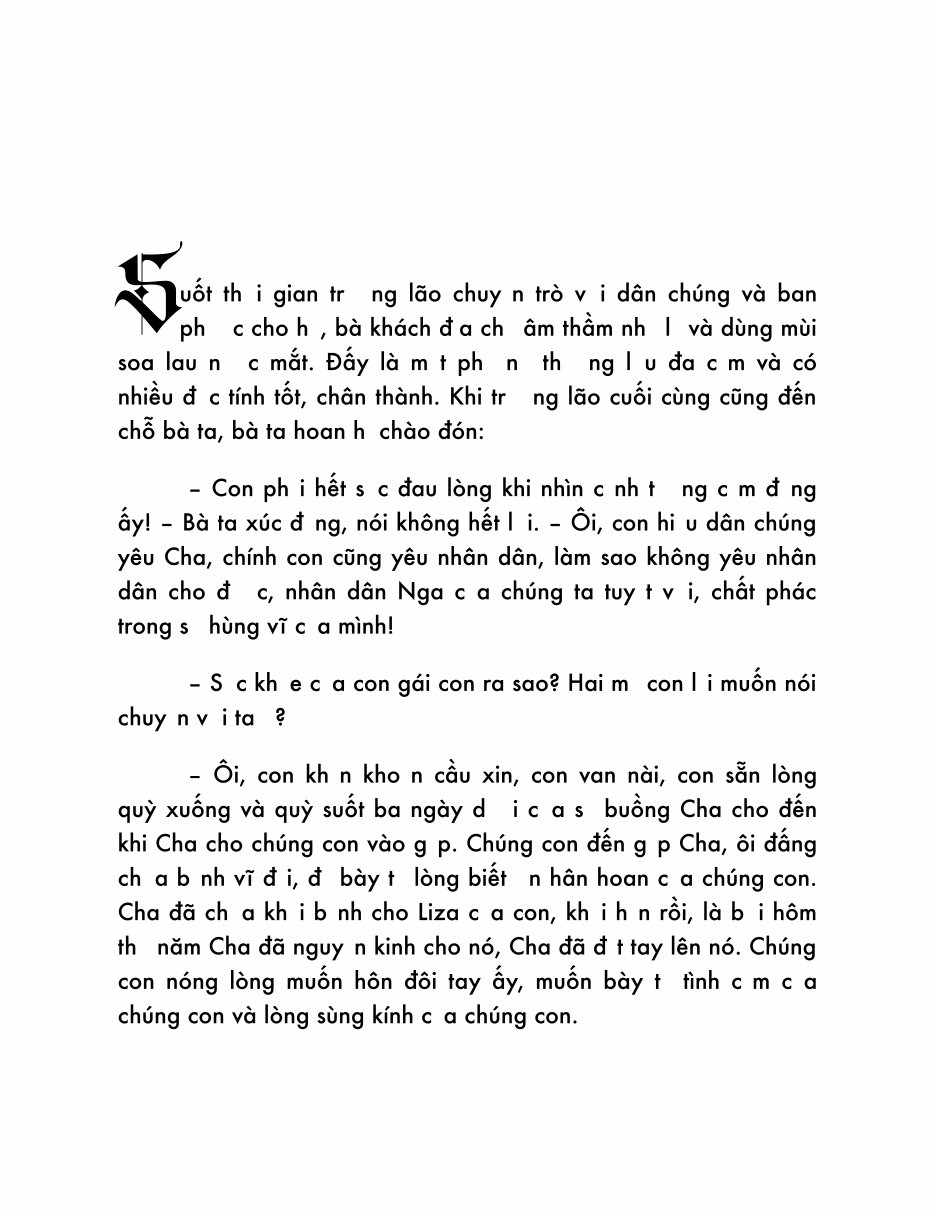 Suốt th i gian tr ng lão chuy n trò v i dân chúng và ban
ph c cho h , bà khách đ a ch âm thầm nh l và dùng mùi
soa lau n c mắt. Đấy là m t ph n th ng l u đa c m và có
nhiều đ c tính tốt, chân thành. Khi tr ng lão cuối cùng cũng đến
chỗ bà ta, bà ta hoan h chào đón:
– Con ph i hết s c đau lòng khi nhìn c nh t ng c m đ ng
ấy! – Bà ta xúc đ ng, nói không hết l i. – Ôi, con hi u dân chúng
yêu Cha, chính con cũng yêu nhân dân, làm sao không yêu nhân
dân cho đ c, nhân dân Nga c a chúng ta tuy t v i, chất phác
trong s hùng vĩ c a mình!
– S c kh e c a con gái con ra sao? Hai m con l i muốn nói
chuy n v i ta ?
– Ôi, con kh n kho n cầu xin, con van nài, con sẵn lòng
quỳ xuống và quỳ suốt ba ngày d i c a s buồng Cha cho đến
khi Cha cho chúng con vào g p. Chúng con đến g p Cha, ôi đấng
ch a b nh vĩ đ i, đ bày t lòng biết n hân hoan c a chúng con.
Cha đã ch a kh i b nh cho Liza c a con, kh i h n rồi, là b i hôm
th năm Cha đã nguy n kinh cho nó, Cha đã đ t tay lên nó. Chúng
con nóng lòng muốn hôn đôi tay ấy, muốn bày t tình c m c a
chúng con và lòng sùng kính c a chúng con.